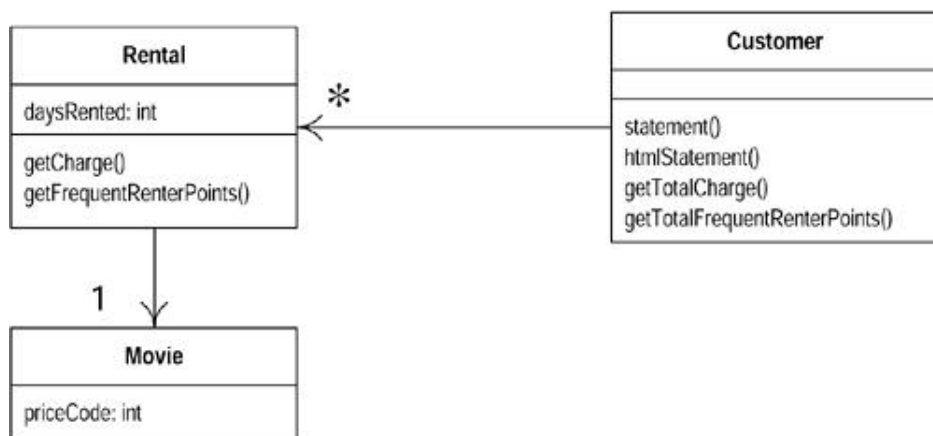 Rental
daysRented: int
getCharge()
getFrequentRenterPoints()
*
Customer
statement()
htmlStatement()
getTotalCharge()
getTotalFrequentRenterPoints()
1
Movie
priceCode: int